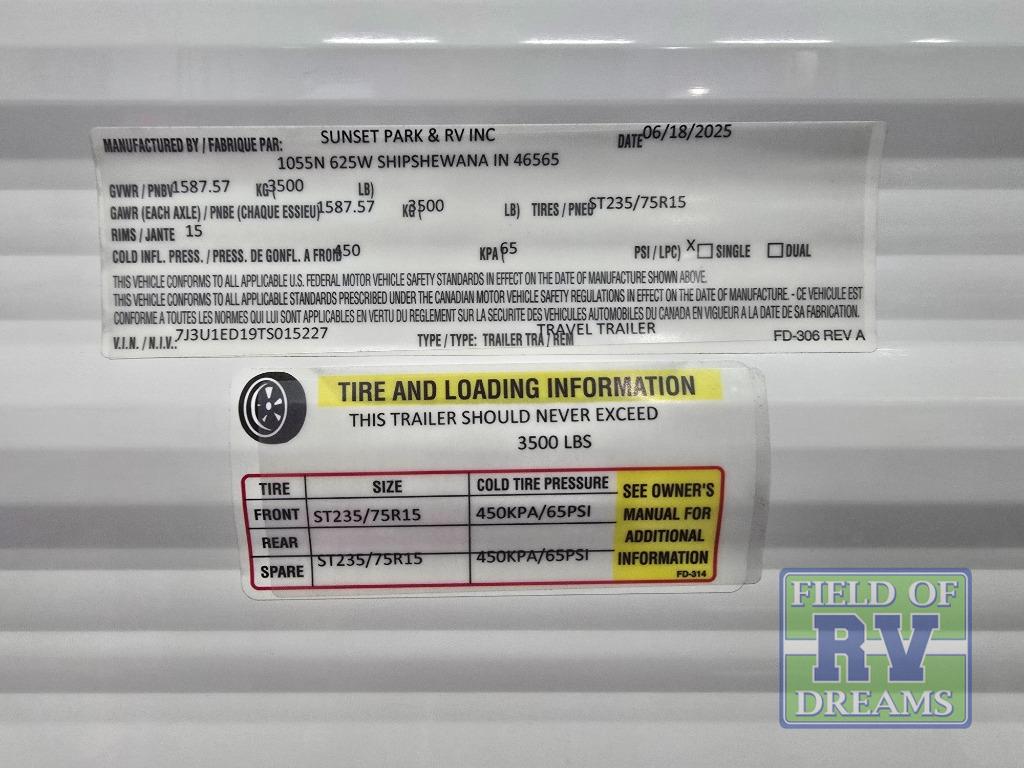 MANUFACTURED BY / FABRIQUE PAR: SUNSET PARK & RV INC DATE 06/18/2025
1055N 625W SHIPSHEWANA IN 46565
GVWR / PNBV 1587.57 KG (3500 LB)
GAWR (EACH AXLE) / PNBE (CHAQUE ESSIEU) 1587.57 KG (3500 LB) TIRES / PNEU ST235/75R15
RIMS / JANTE 15
COLD INFL. PRESS. / PRESS. DE GONFL. A FROID 450 KPA (65 PSI / LPC) X SINGLE DUAL
THIS VEHICLE CONFORMS TO ALL APPLICABLE U.S. FEDERAL MOTOR VEHICLE SAFETY STANDARDS IN EFFECT ON THE DATE OF MANUFACTURE SHOWN ABOVE.
THIS VEHICLE CONFORMS TO ALL APPLICABLE STANDARDS PRESCRIBED UNDER THE CANADIAN MOTOR VEHICLE SAFETY REGULATIONS IN EFFECT ON THE DATE OF MANUFACTURE. - CE VEHICULE EST
CONFORME A TOUTES LES NORMES QUI LUI SONT APPLICABLES EN VERTU DU REGLEMENT SUR LA SECURITE DES VEHICULES AUTOMOBILES DU CANADA EN VIGUEUR A LA DATE DE SA FABRICATION.
V.I.N. / N.I.V.: 7J3U1ED19TS015227 TYPE / TYPE: TRAILER TRA / REM TRAVEL TRAILER FD-306 REV A
TIRE AND LOADING INFORMATION
THIS TRAILER SHOULD NEVER EXCEED
3500 LBS
TIRE SIZE COLD TIRE PRESSURE
FRONT ST235/75R15 450KPA/65PSI
REAR
SPARE ST235/75R15 450KPA/65PSI
SEE OWNER'S
MANUAL FOR
ADDITIONAL
INFORMATION
FD-314
FIELD OF
RV
DREAMS